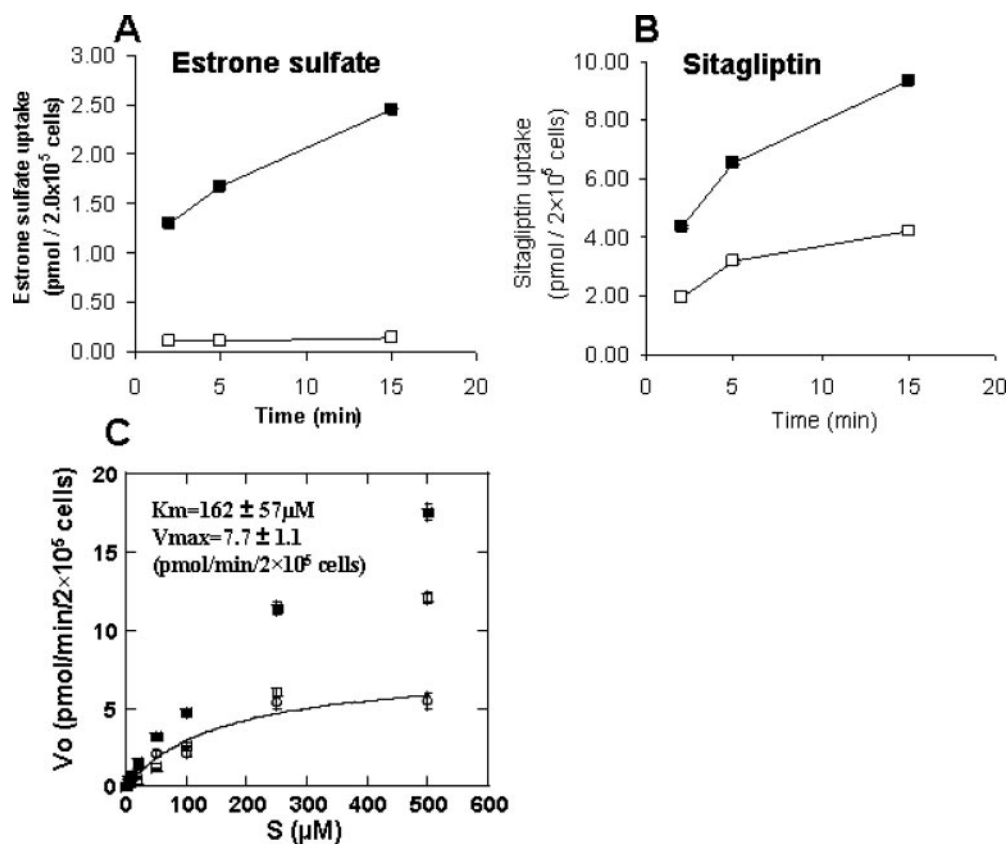 A
Estrone sulfate
3.00
2.50
2.00
1.50
1.00
0.50
0.00
Estrone sulfate uptake
(pmol / 2.0x10⁵ cells)
0 5 10 15 20
Time (min)
B
Sitagliptin
10.00
8.00
6.00
4.00
2.00
0.00
Sitagliptin uptake
(pmol / 2×10⁵ cells)
0 5 10 15 20
Time (min)
C
20
15
10
5
0
Vo (pmol/min/2×10⁵ cells)
Km=162 ± 57μM
Vmax=7.7 ± 1.1
(pmol/min/2×10⁵ cells)
0 100 200 300 400 500 600
S (μM)